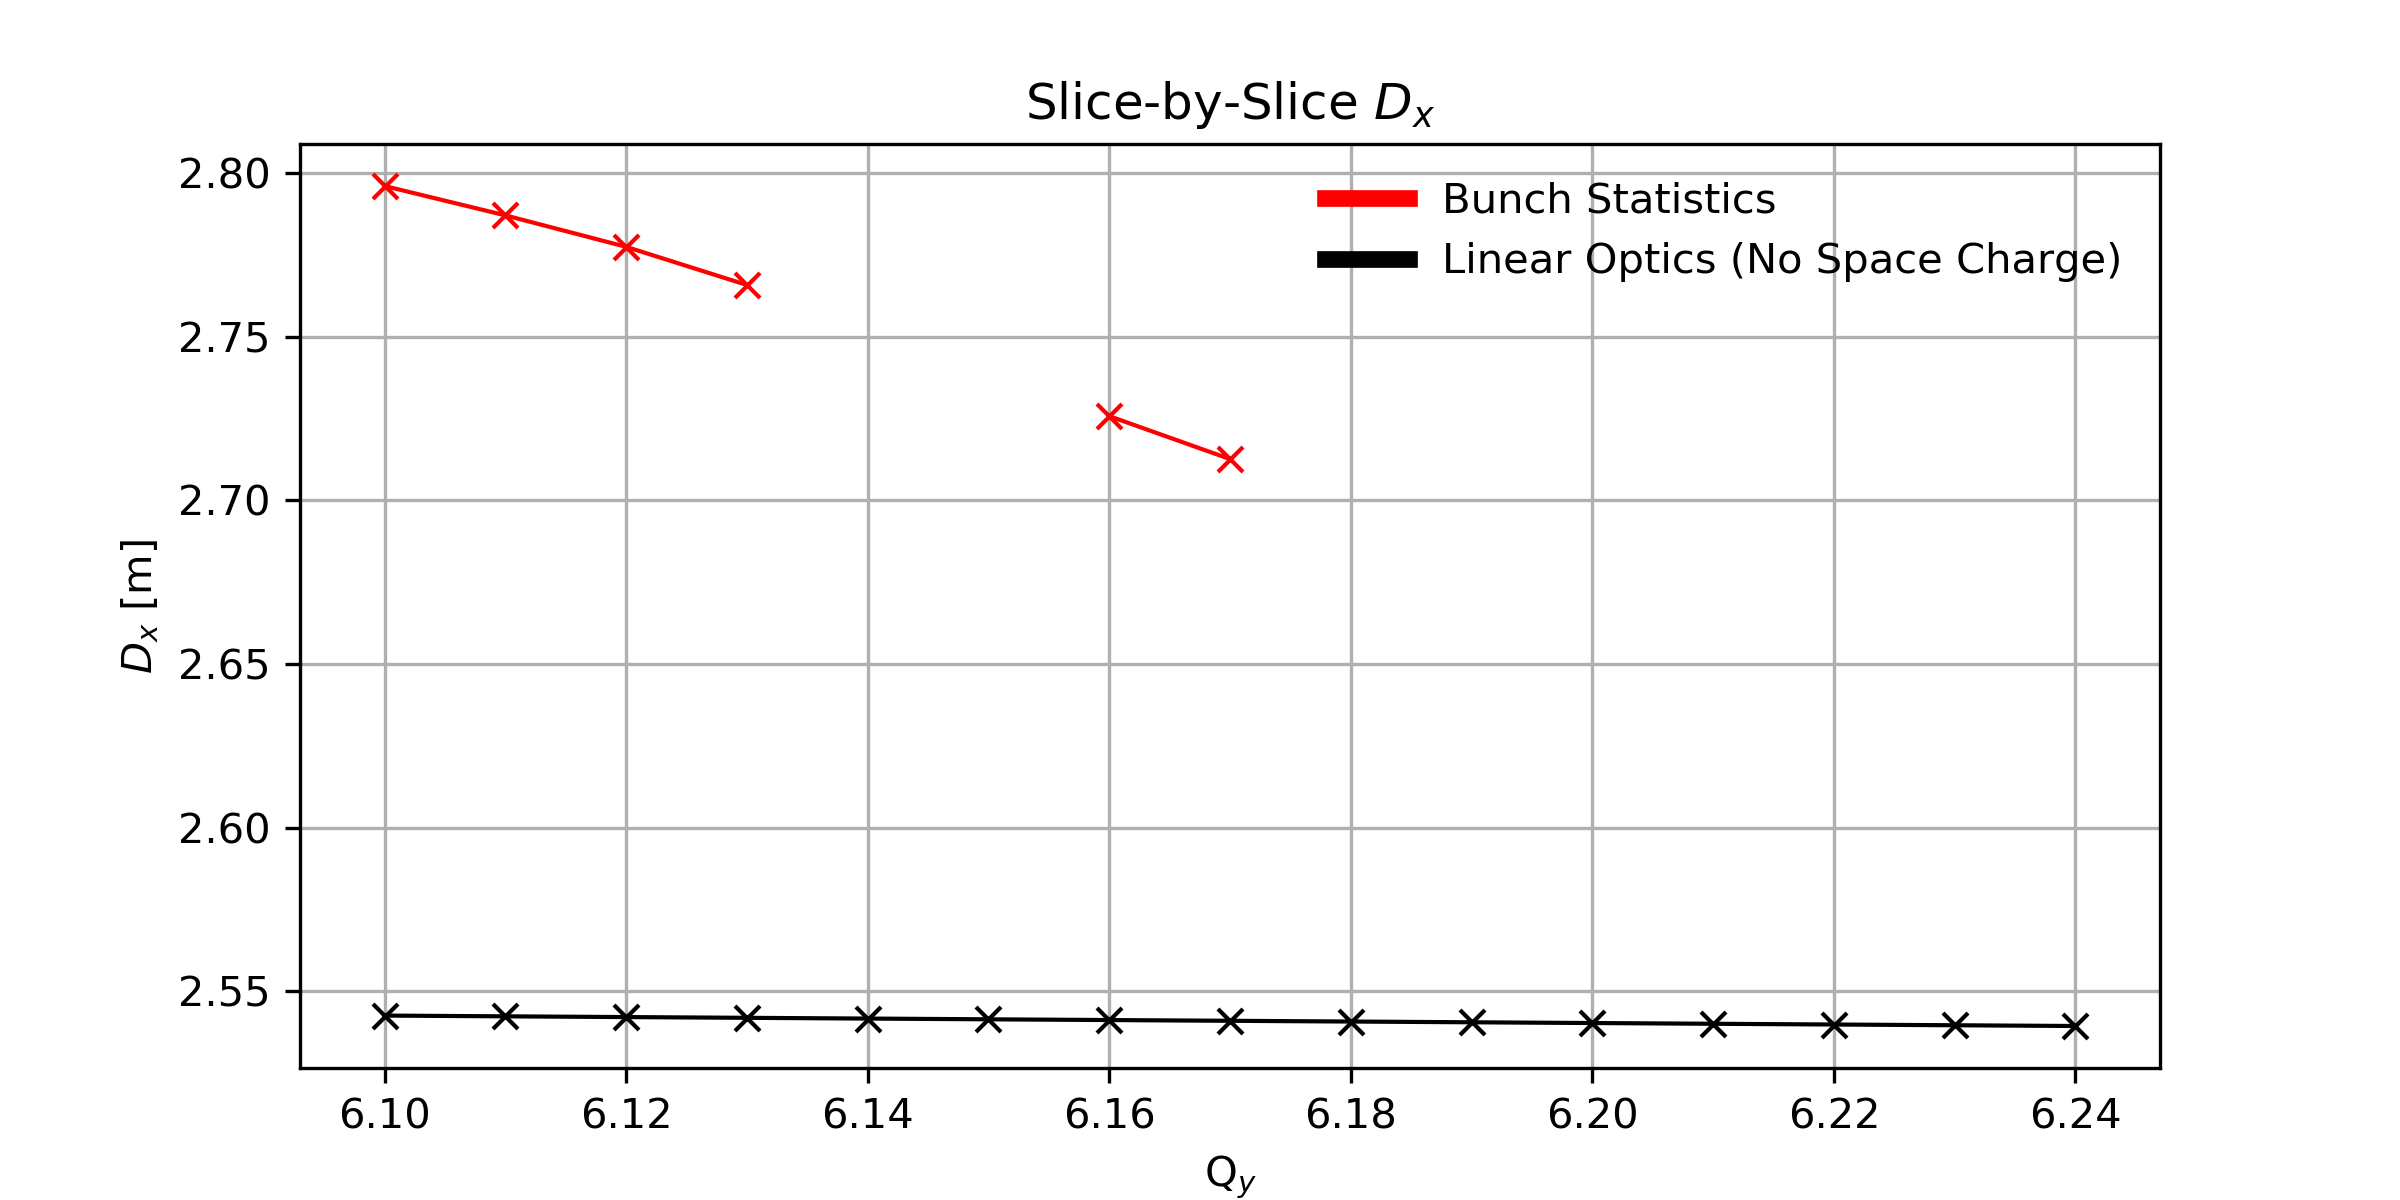 Slice-by-Slice Dₓ
2.80
2.75
2.70
2.65
2.60
2.55
Dₓ [m]
Bunch Statistics
Linear Optics (No Space Charge)
6.10 6.12 6.14 6.16 6.18 6.20 6.22 6.24
Qy